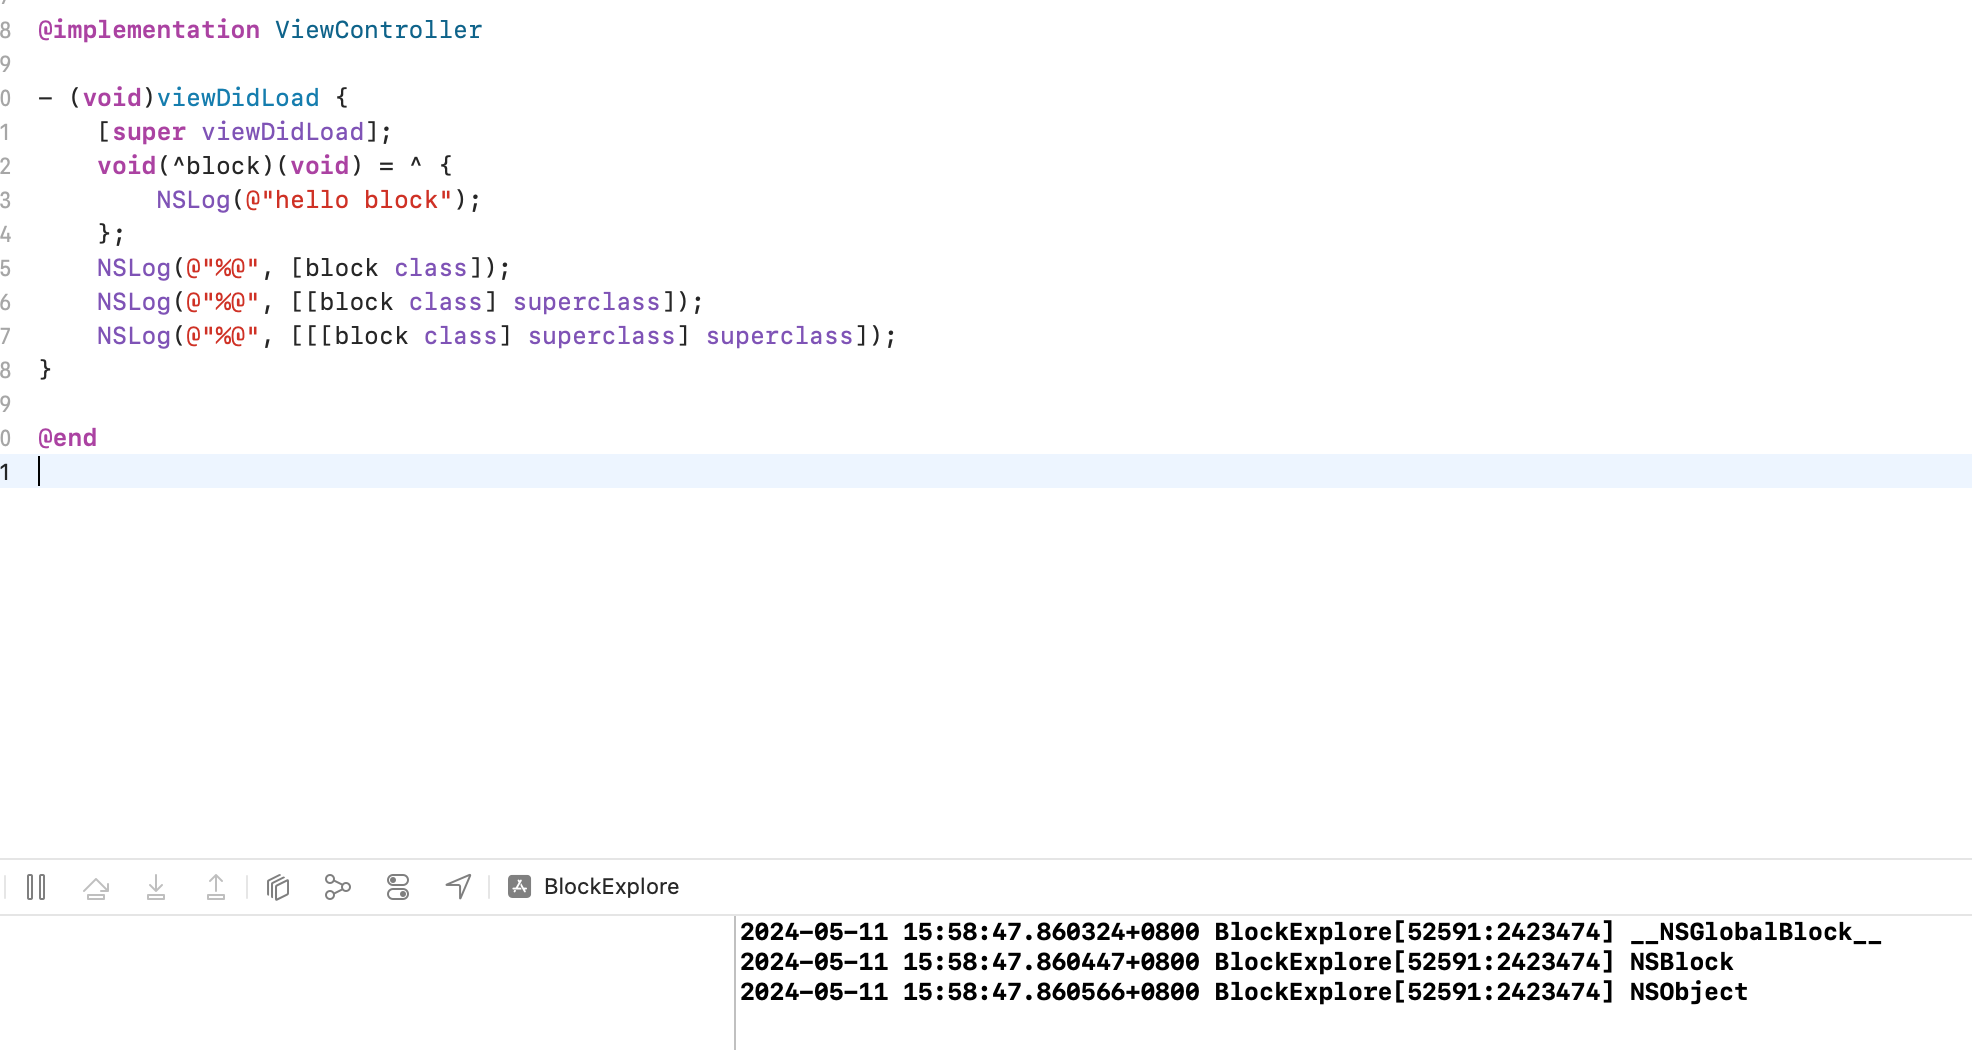 8 @implementation ViewController
9
0 - (void)viewDidLoad {
1     [super viewDidLoad];
2     void(^block)(void) = ^ {
3         NSLog(@"hello block");
4     };
5     NSLog(@"%@", [block class]);
6     NSLog(@"%@", [[block class] superclass]);
7     NSLog(@"%@", [[[block class] superclass] superclass]);
8 }
9
0 @end
1
BlockExplore
2024-05-11 15:58:47.860324+0800 BlockExplore[52591:2423474] __NSGlobalBlock__
2024-05-11 15:58:47.860447+0800 BlockExplore[52591:2423474] NSBlock
2024-05-11 15:58:47.860566+0800 BlockExplore[52591:2423474] NSObject